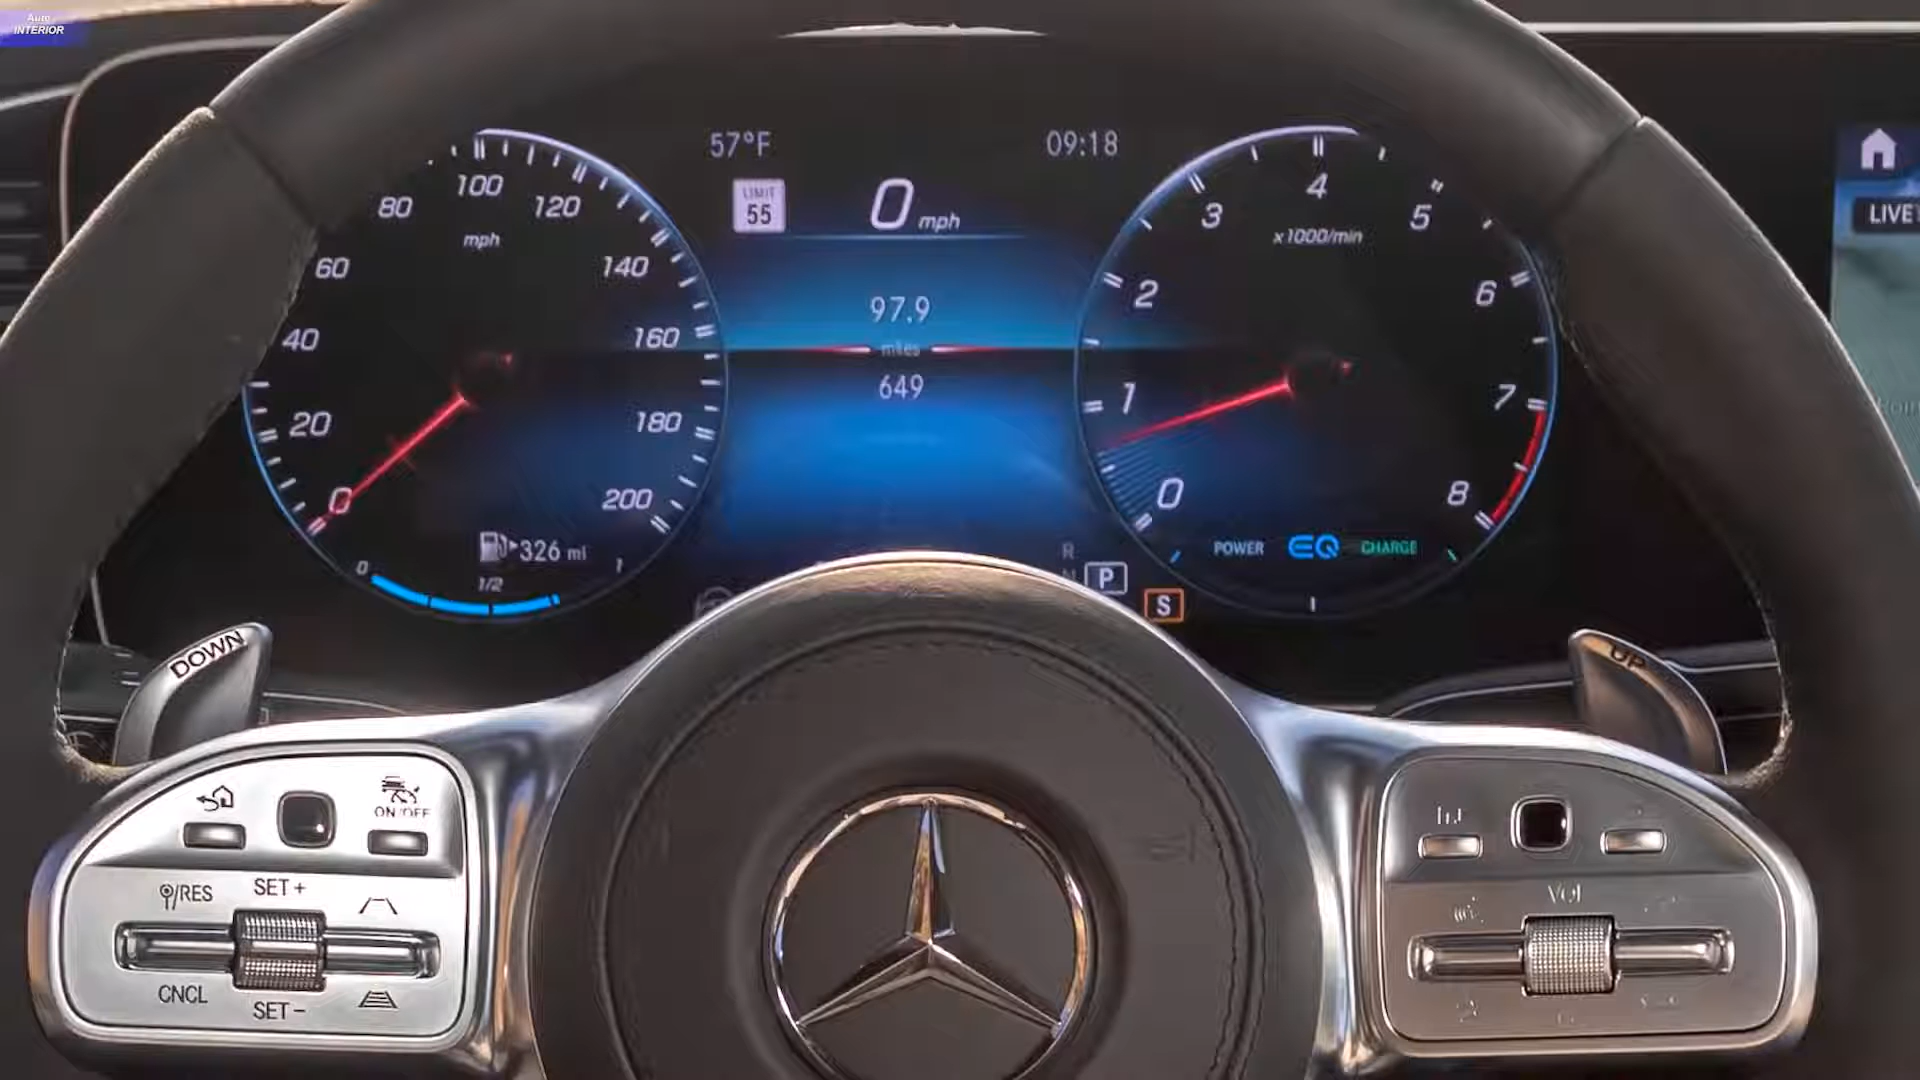 Auto
INTERIOR
57°F
09:18
LIMIT
55
0 mph
97.9
miles
649
0
20
40
60
80
100
120
140
160
180
200
mph
326 mi
0
1/2
1
0
1
2
3
4
5
6
7
8
x1000/min
POWER EQ CHARGE
R
N P
S
LIVE
DOWN
UP
ON/OFF
/RES
SET+
CNCL
SET−
VOL